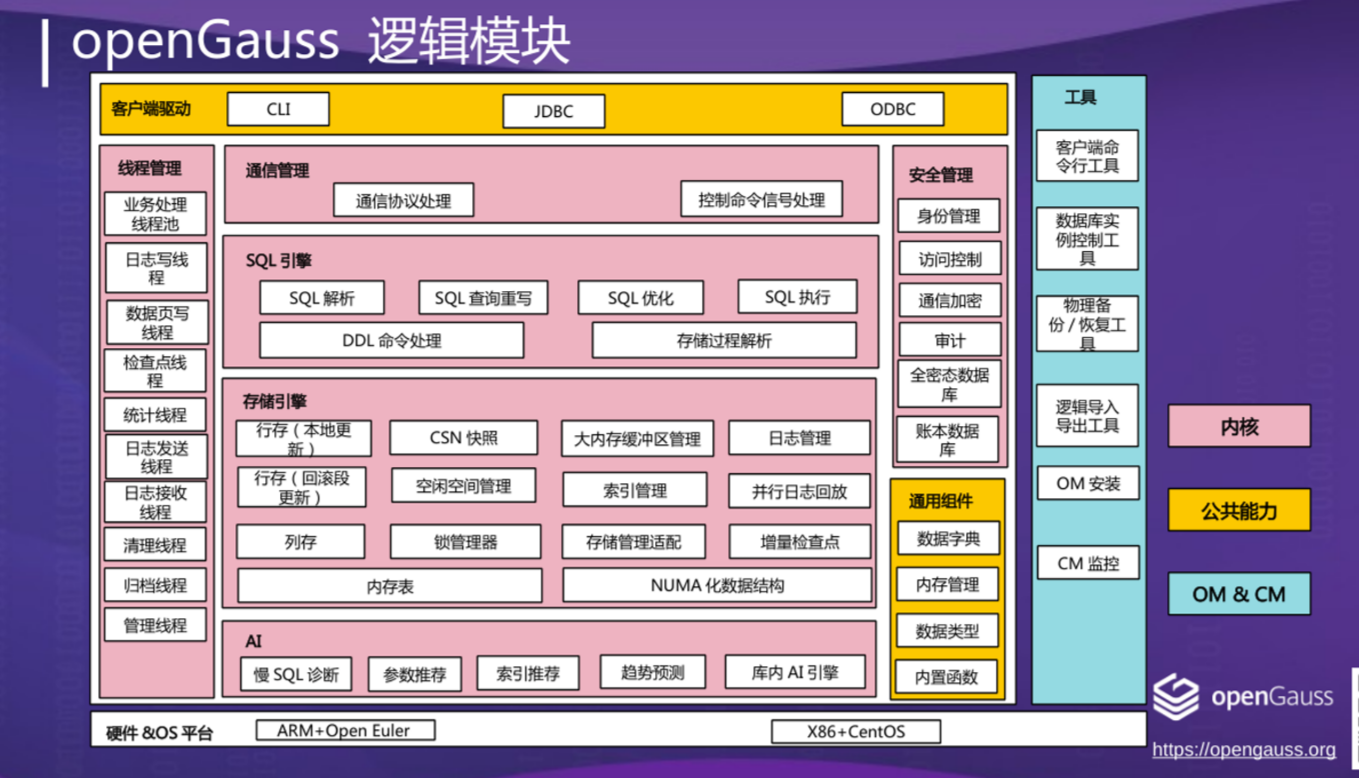 openGauss 逻辑模块
客户端驱动
CLI
JDBC
ODBC
线程管理
业务处理
线程池
日志写线
程
数据页写
线程
检查点线
程
统计线程
日志发送
线程
日志接收
线程
清理线程
归档线程
管理线程
通信管理
通信协议处理
控制命令信号处理
SQL 引擎
SQL 解析
SQL 查询重写
SQL 优化
SQL 执行
DDL 命令处理
存储过程解析
存储引擎
行存（本地更
新）
CSN 快照
大内存缓冲区管理
日志管理
行存（回滚段
更新）
空闲空间管理
索引管理
并行日志回放
列存
锁管理器
存储管理适配
增量检查点
内存表
NUMA 化数据结构
AI
慢 SQL 诊断
参数推荐
索引推荐
趋势预测
库内 AI 引擎
安全管理
身份管理
访问控制
通信加密
审计
全密态数据
库
账本数据
库
通用组件
数据字典
内存管理
数据类型
内置函数
工具
客户端命
令行工具
数据库实
例控制工
具
物理备
份 / 恢复工
具
逻辑导入
导出工具
OM 安装
CM 监控
内核
公共能力
OM & CM
硬件 &OS 平台
ARM+Open Euler
X86+CentOS
openGauss
https://opengauss.org